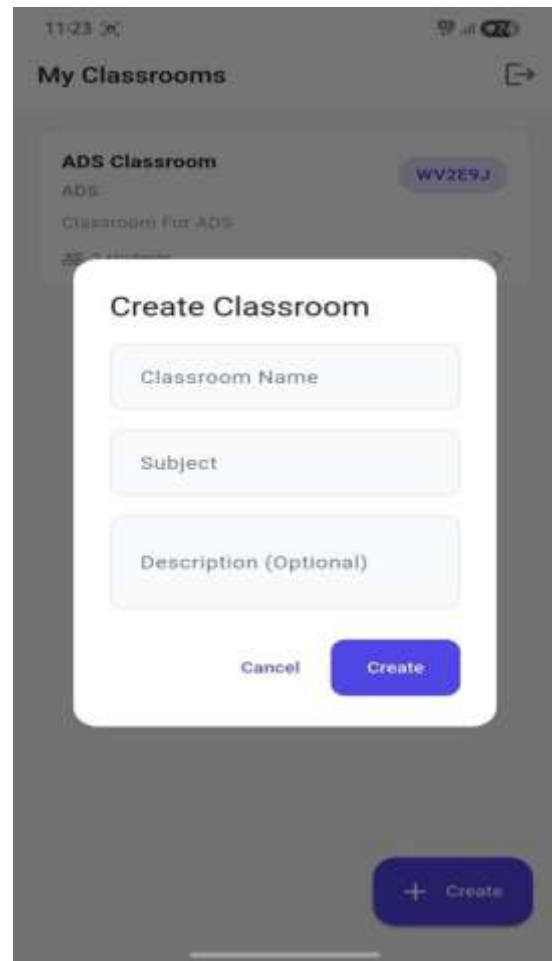 11:23
My Classrooms
ADS Classroom
WV2E9J
ADS
Classroom For ADS
Create Classroom
Classroom Name
Subject
Description (Optional)
Cancel
Create
+ Create